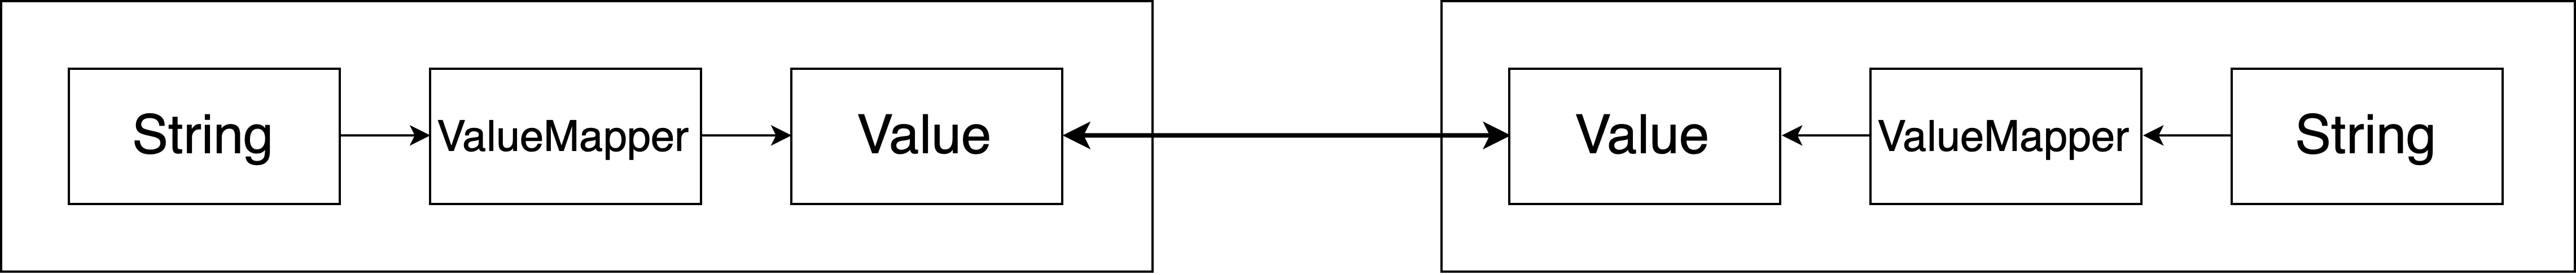 String
ValueMapper
Value
Value
ValueMapper
String